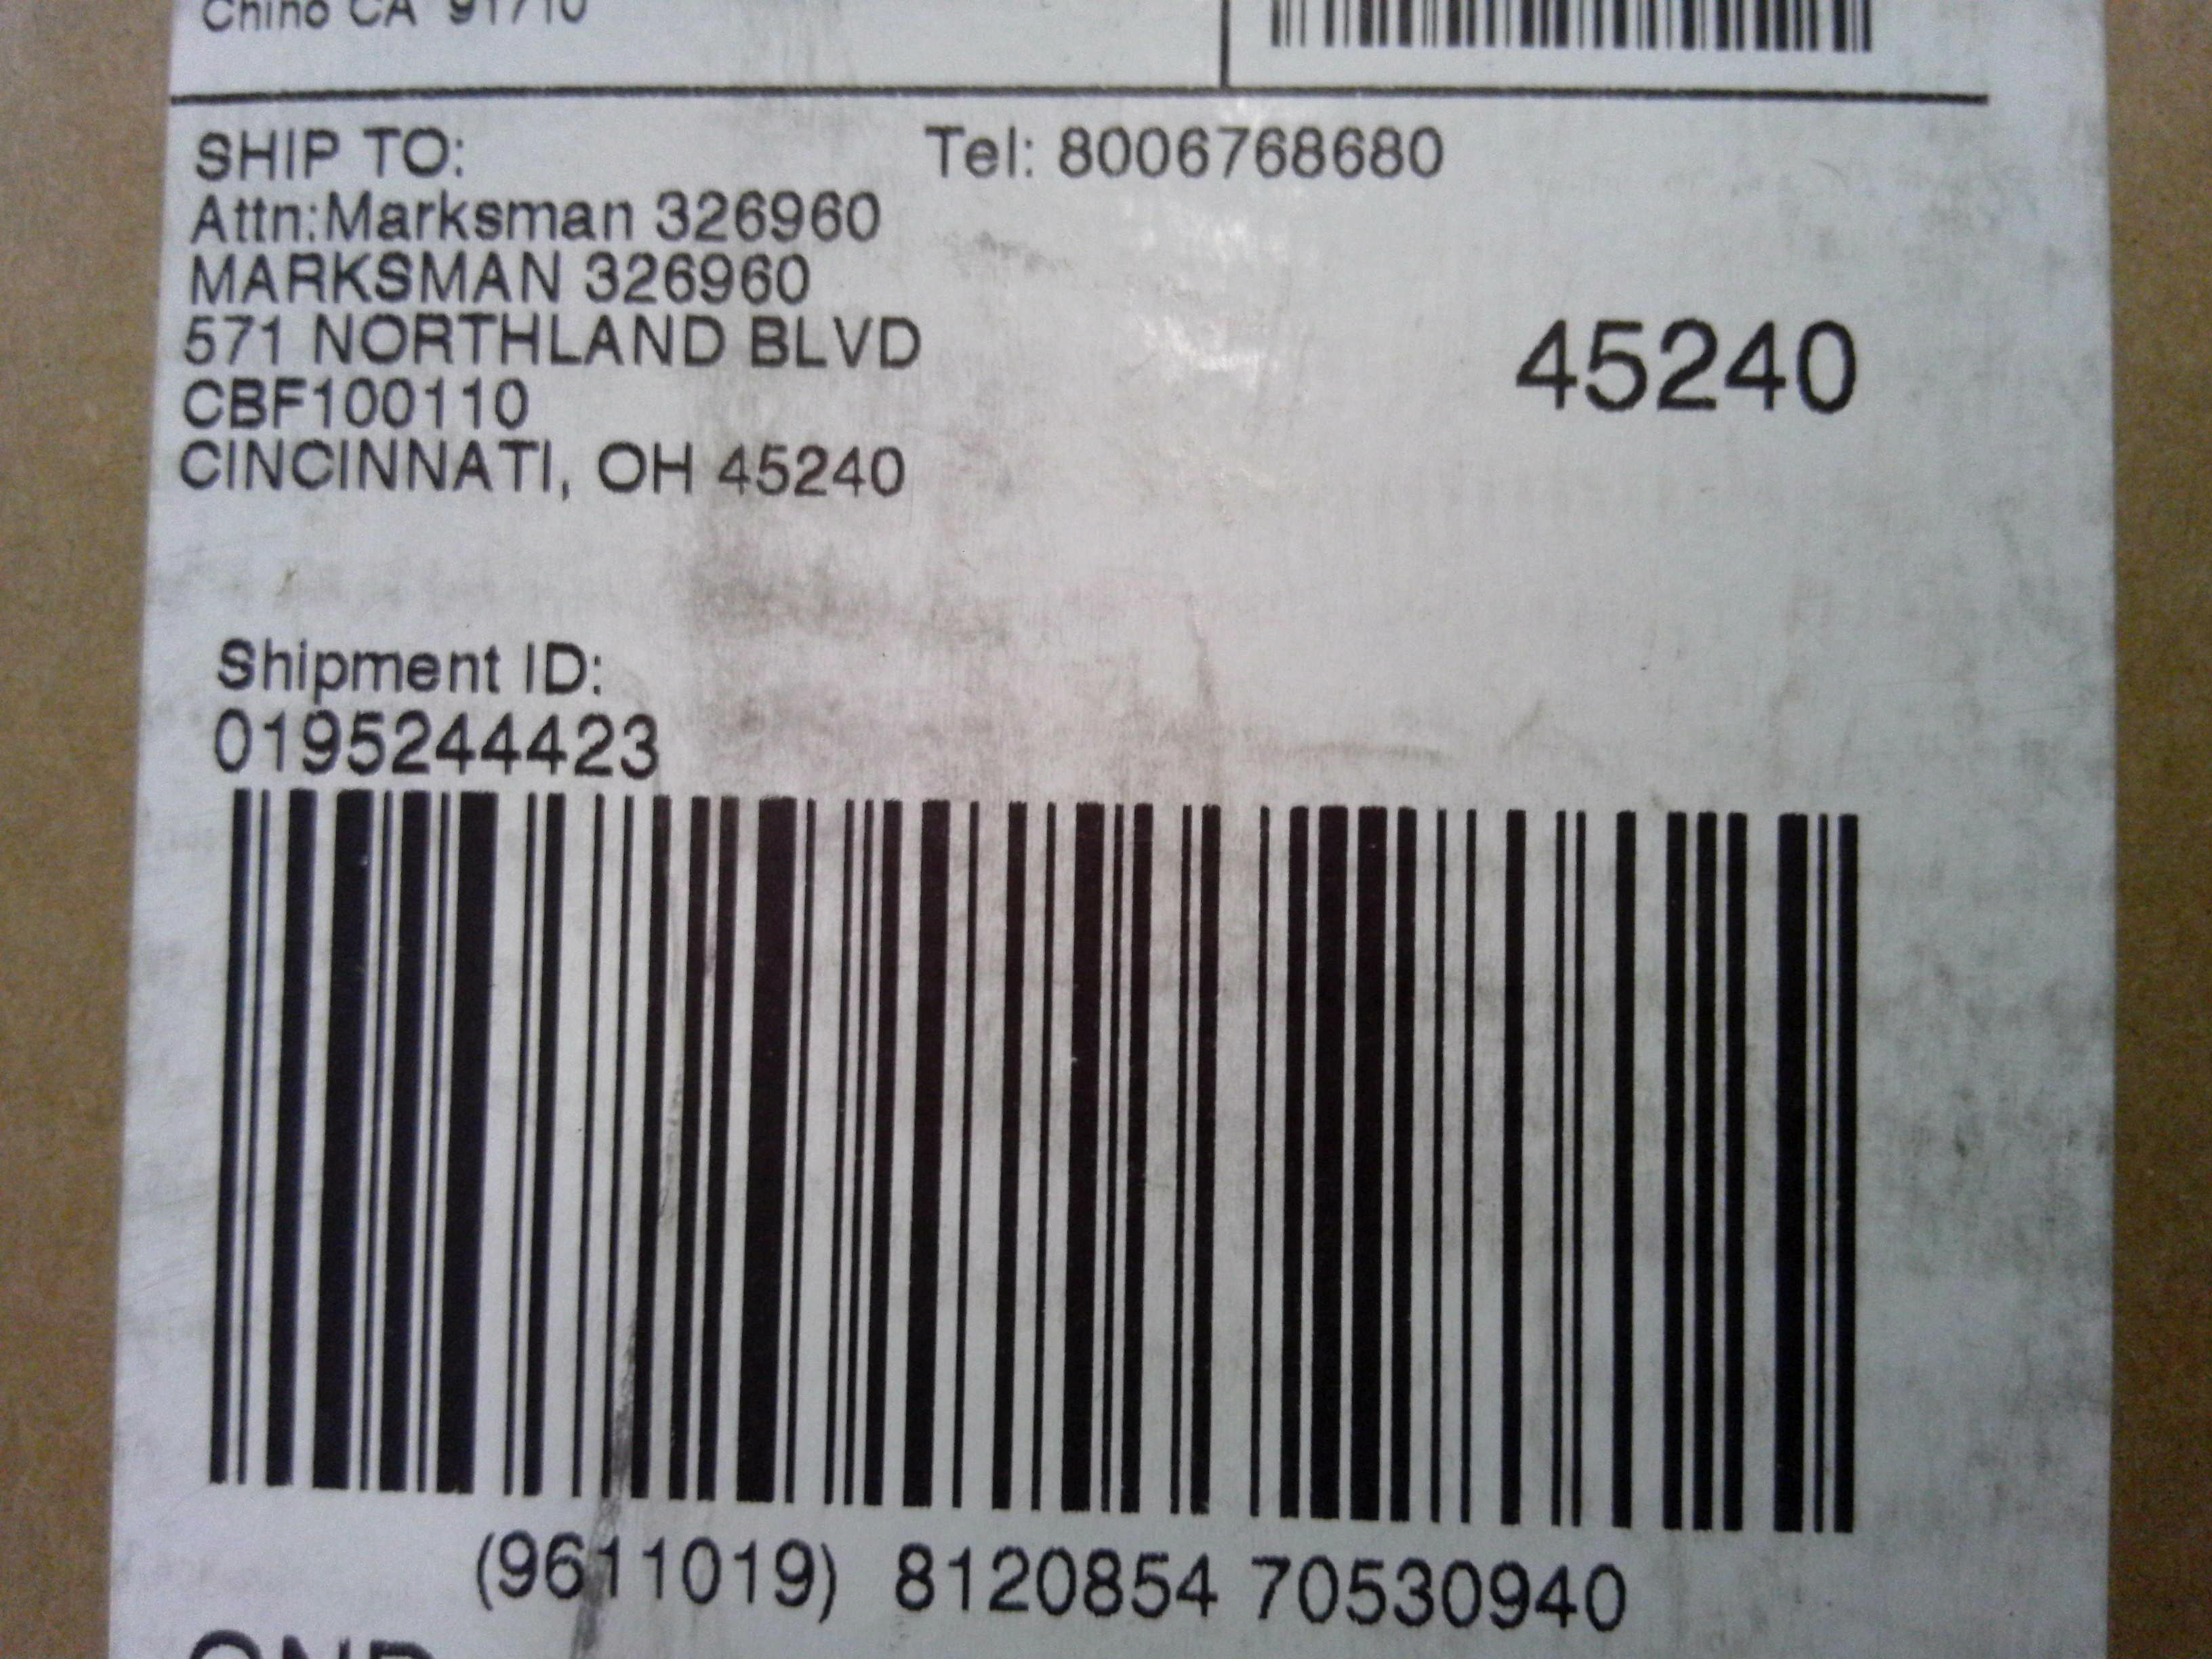 Chino CA 91710
SHIP TO:
Tel: 8006768680
Attn:Marksman 326960
MARKSMAN 326960
571 NORTHLAND BLVD
CBF100110
CINCINNATI, OH 45240
45240
Shipment ID:
0195244423
(9611019) 8120854 70530940
GND